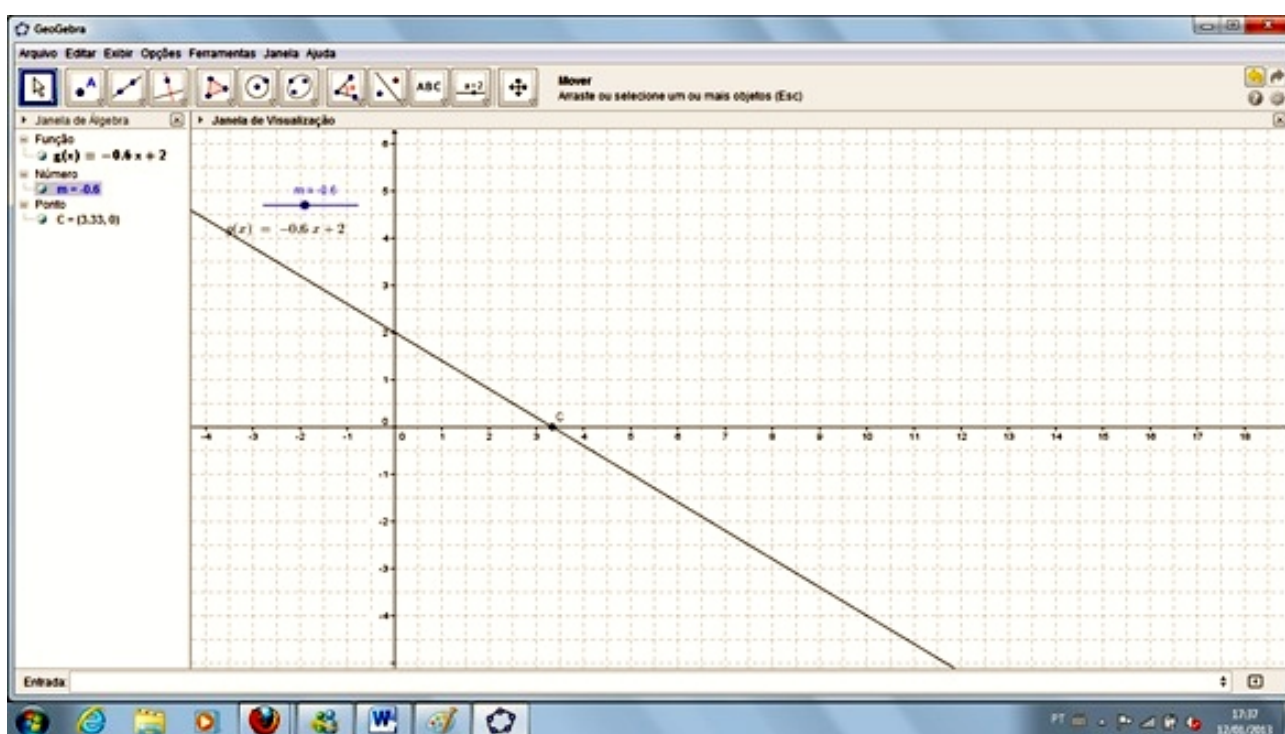 GeoGebra
Arquivo Editar Exibir Opções Ferramentas Janela Ajuda
A
ABC
a=2
Mover
Arraste ou selecione um ou mais objetos (Esc)
Janela de Álgebra
Janela de Visualização
Função
g(x) = −0.6 x + 2
Número
m = -0.6
Ponto
C = (3.33, 0)
m = -0.6
g(x) = −0.6 x + 2
6
5
4
3
2
1
0
-1
-2
-3
-4
C
-4 -3 -2 -1 0 1 2 3 4 5 6 7 8 9 10 11 12 13 14 15 16 17 18
Entrada:
W
PT
17:37
12/01/2013